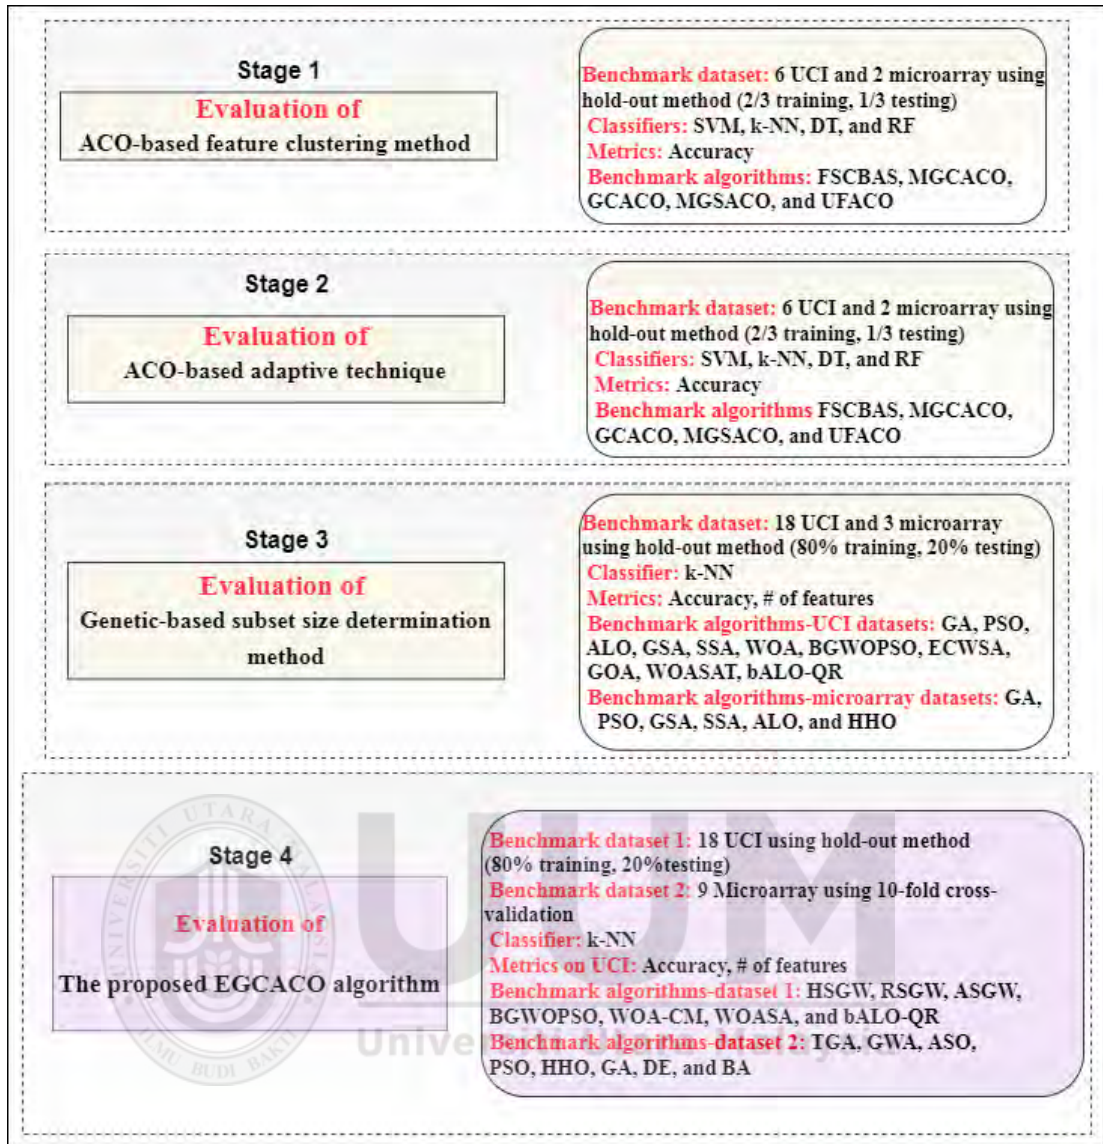 Stage 1
Evaluation of
ACO-based feature clustering method
Benchmark dataset: 6 UCI and 2 microarray using
hold-out method (2/3 training, 1/3 testing)
Classifiers: SVM, k-NN, DT, and RF
Metrics: Accuracy
Benchmark algorithms: FSCBAS, MGCACO,
GCACO, MGSACO, and UFACO
Stage 2
Evaluation of
ACO-based adaptive technique
Benchmark dataset: 6 UCI and 2 microarray using
hold-out method (2/3 training, 1/3 testing)
Classifiers: SVM, k-NN, DT, and RF
Metrics: Accuracy
Benchmark algorithms FSCBAS, MGCACO,
GCACO, MGSACO, and UFACO
Stage 3
Evaluation of
Genetic-based subset size determination
method
Benchmark dataset: 18 UCI and 3 microarray
using hold-out method (80% training, 20% testing)
Classifier: k-NN
Metrics: Accuracy, # of features
Benchmark algorithms-UCI datasets: GA, PSO,
ALO, GSA, SSA, WOA, BGWOPSO, ECWSA,
GOA, WOASAT, bALO-QR
Benchmark algorithms-microarray datasets: GA,
PSO, GSA, SSA, ALO, and HHO
Stage 4
Evaluation of
The proposed EGCACO algorithm
Benchmark dataset 1: 18 UCI using hold-out method
(80% training, 20%testing)
Benchmark dataset 2: 9 Microarray using 10-fold cross-
validation
Classifier: k-NN
Metrics on UCI: Accuracy, # of features
Benchmark algorithms-dataset 1: HSGW, RSGW, ASGW,
BGWOPSO, WOA-CM, WOASA, and bALO-QR
Benchmark algorithms-dataset 2: TGA, GWA, ASO,
PSO, HHO, GA, DE, and BA
UUM
Universiti Utara Malaysia
UNIVERSITI UTARA MALAYSIA
ILMU BUDI BAKTI